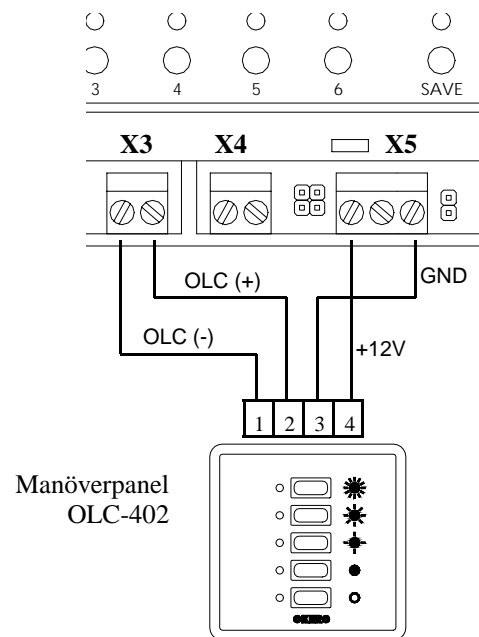 3 4 5 6 SAVE
X3 X4 X5
OLC (+) GND
OLC (-) +12V
1 2 3 4
Manöverpanel
OLC-402